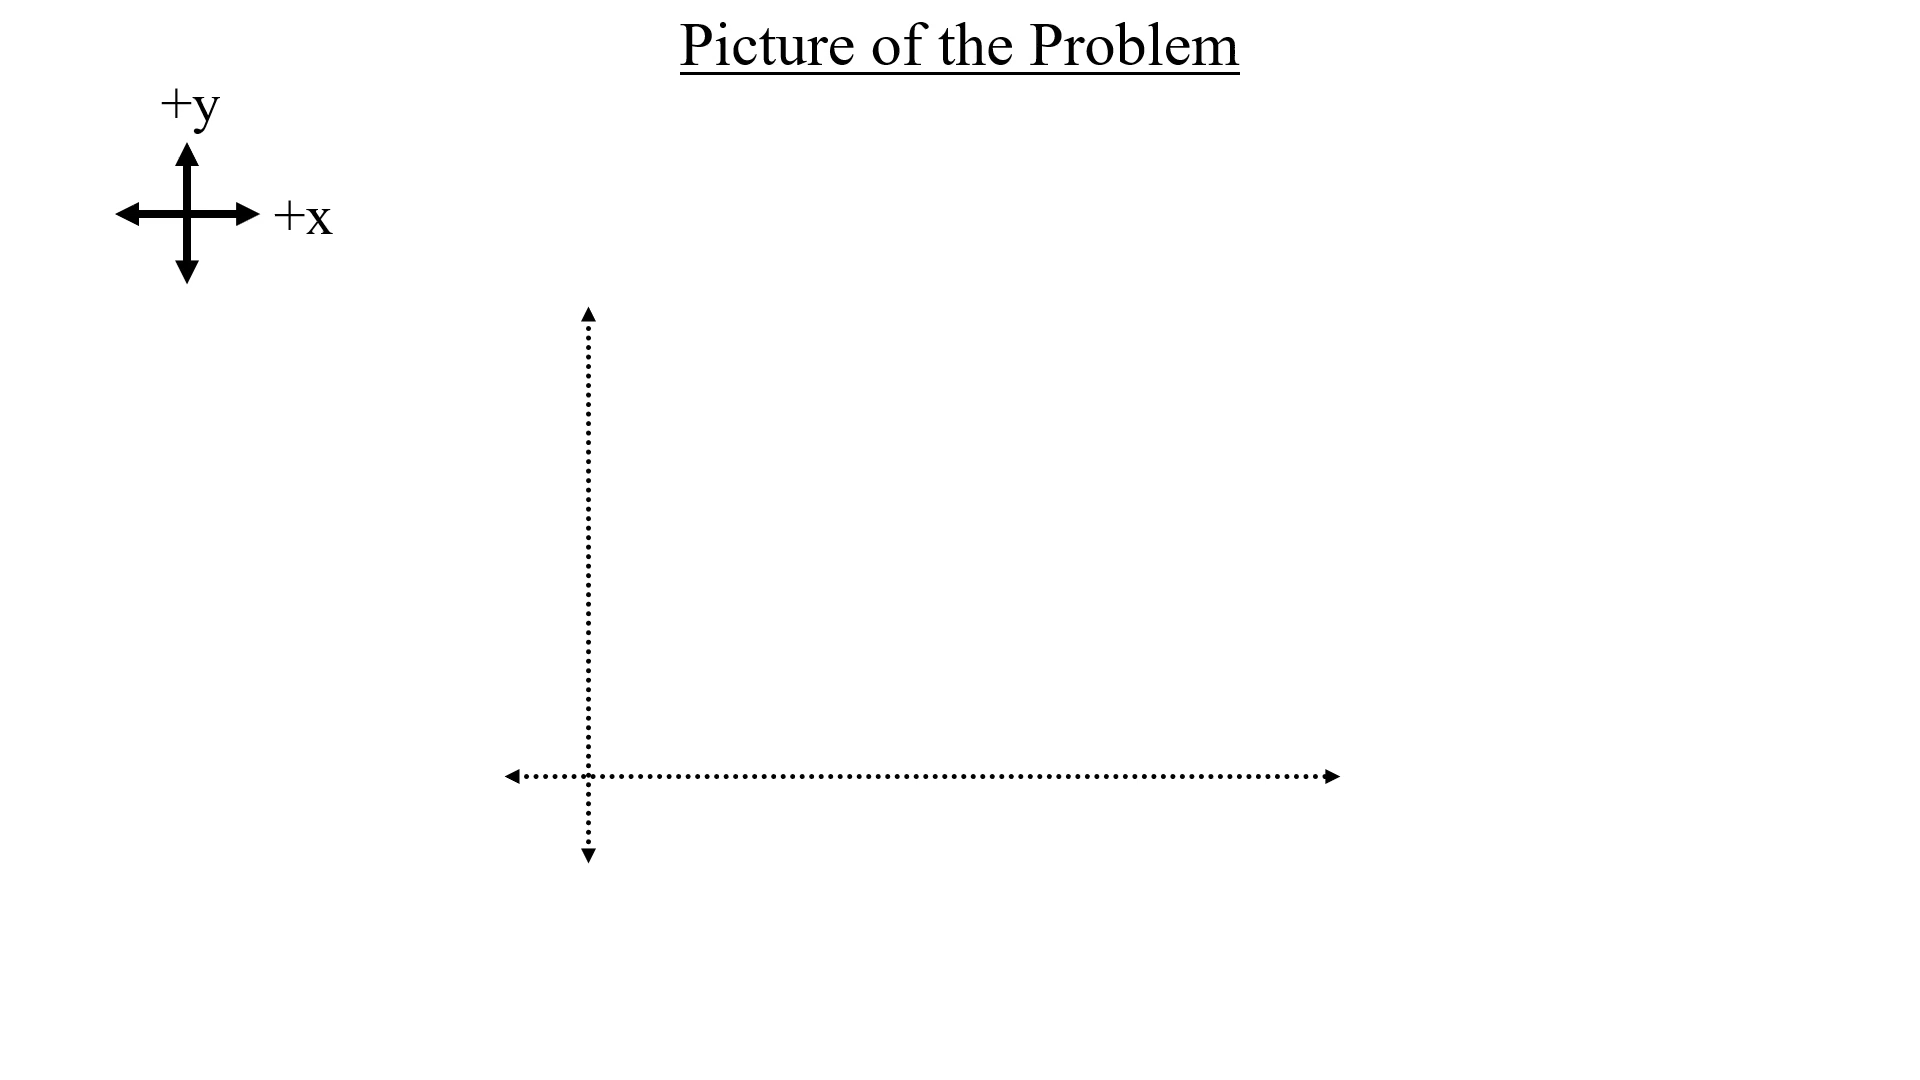 Picture of the Problem
+y
+x